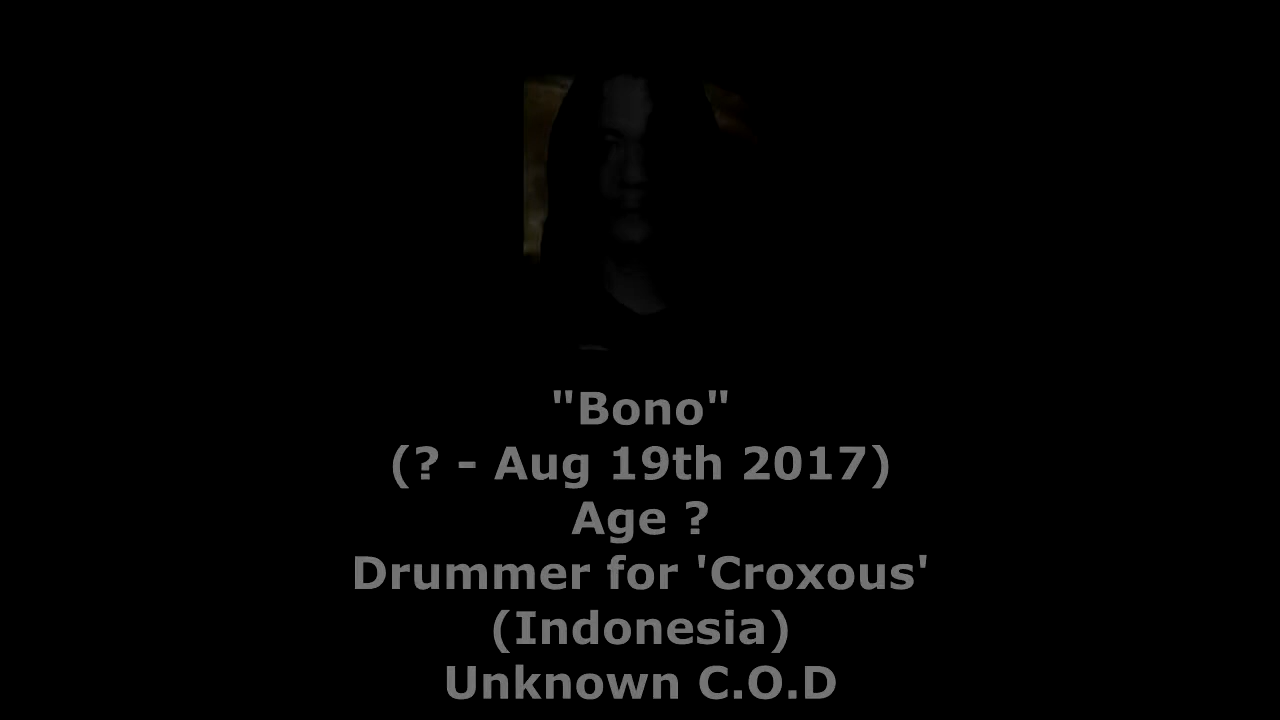 "Bono"
(? - Aug 19th 2017)
Age ?
Drummer for 'Croxous'
(Indonesia)
Unknown C.O.D